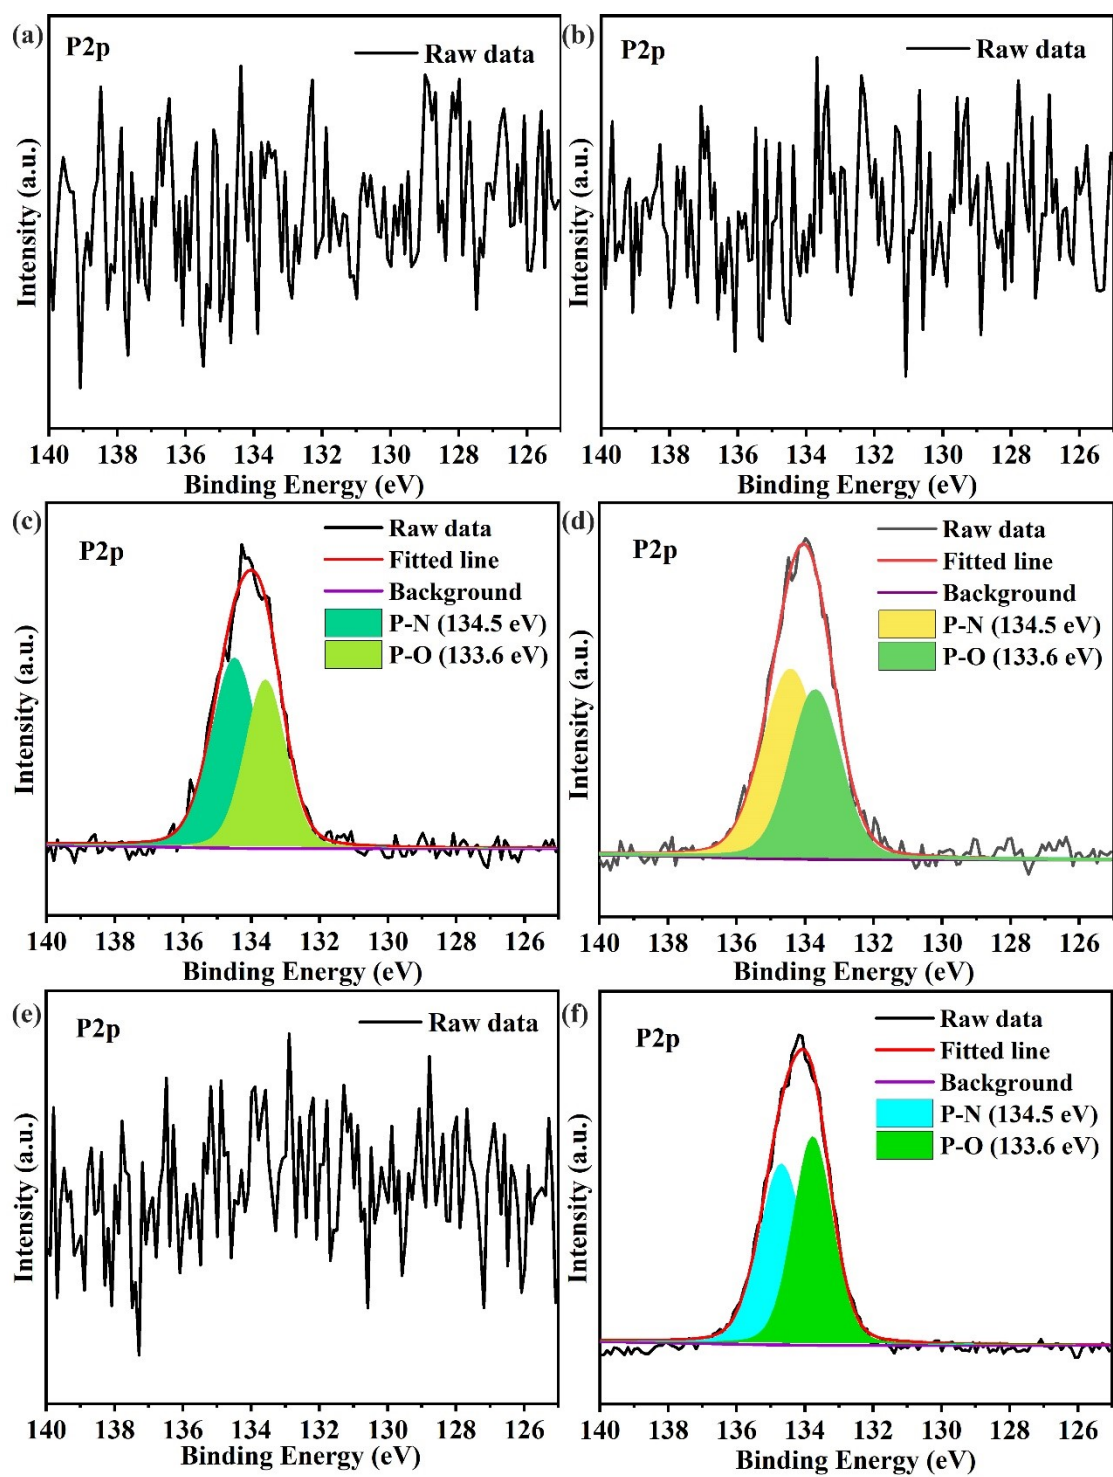 (a)
P2p
Raw data
Intensity (a.u.)
140 138 136 134 132 130 128 126
Binding Energy (eV)
(b)
P2p
Raw data
Intensity (a.u.)
140 138 136 134 132 130 128 126
Binding Energy (eV)
(c)
P2p
Raw data
Fitted line
Background
P-N (134.5 eV)
P-O (133.6 eV)
Intensity (a.u.)
140 138 136 134 132 130 128 126
Binding Energy (eV)
(d)
P2p
Raw data
Fitted line
Background
P-N (134.5 eV)
P-O (133.6 eV)
Intensity (a.u.)
140 138 136 134 132 130 128 126
Binding Energy (eV)
(e)
P2p
Raw data
Intensity (a.u.)
140 138 136 134 132 130 128 126
Binding Energy (eV)
(f)
P2p
Raw data
Fitted line
Background
P-N (134.5 eV)
P-O (133.6 eV)
Intensity (a.u.)
140 138 136 134 132 130 128 126
Binding Energy (eV)